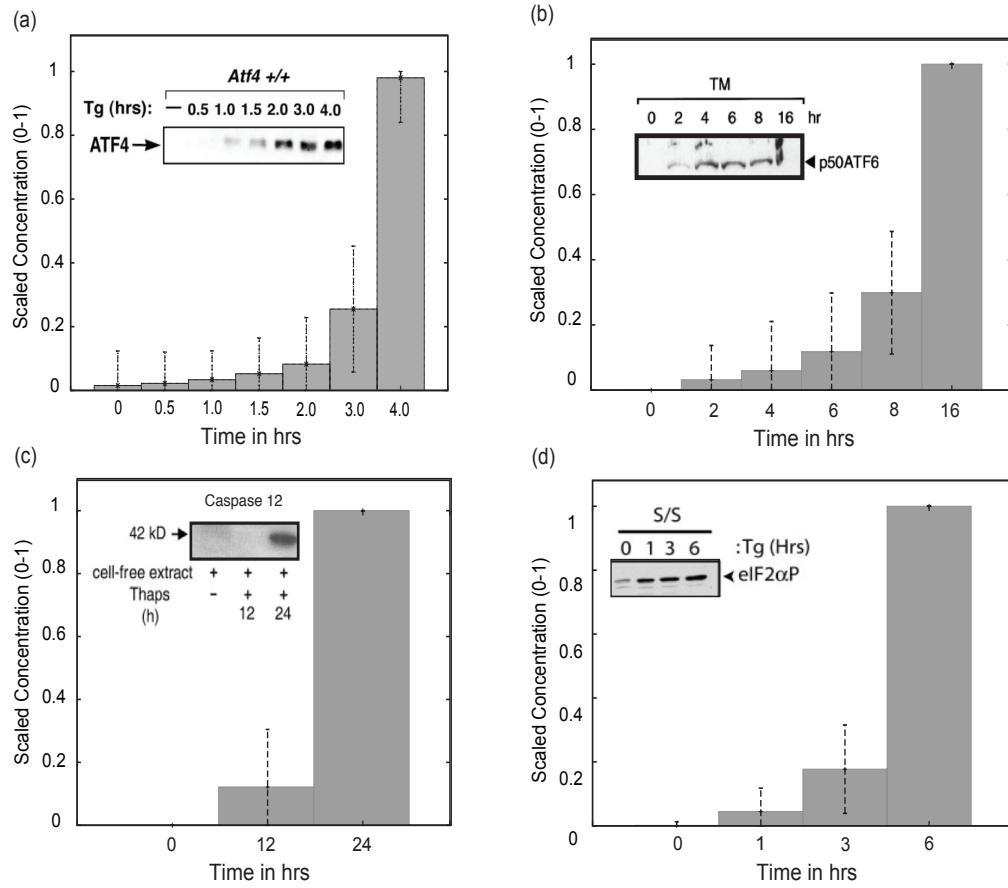 (a)
Scaled Concentration (0-1)
1
0.8
0.6
0.4
0.2
0
Atf4 +/+
Tg (hrs): — 0.5 1.0 1.5 2.0 3.0 4.0
ATF4
0 0.5 1.0 1.5 2.0 3.0 4.0
Time in hrs
(b)
Scaled Concentration (0-1)
1
0.8
0.6
0.4
0.2
0
TM
0 2 4 6 8 16 hr
p50ATF6
0 2 4 6 8 16
Time in hrs
(c)
Scaled Concentration (0-1)
1
0.8
0.6
0.4
0.2
0
Caspase 12
42 kD
cell-free extract + + +
Thaps − + +
(h) 12 24
0 12 24
Time in hrs
(d)
Scaled Concentration (0-1)
1
0.8
0.6
0.4
0.2
0
S/S
0 1 3 6 :Tg (Hrs)
eIF2αP
0 1 3 6
Time in hrs